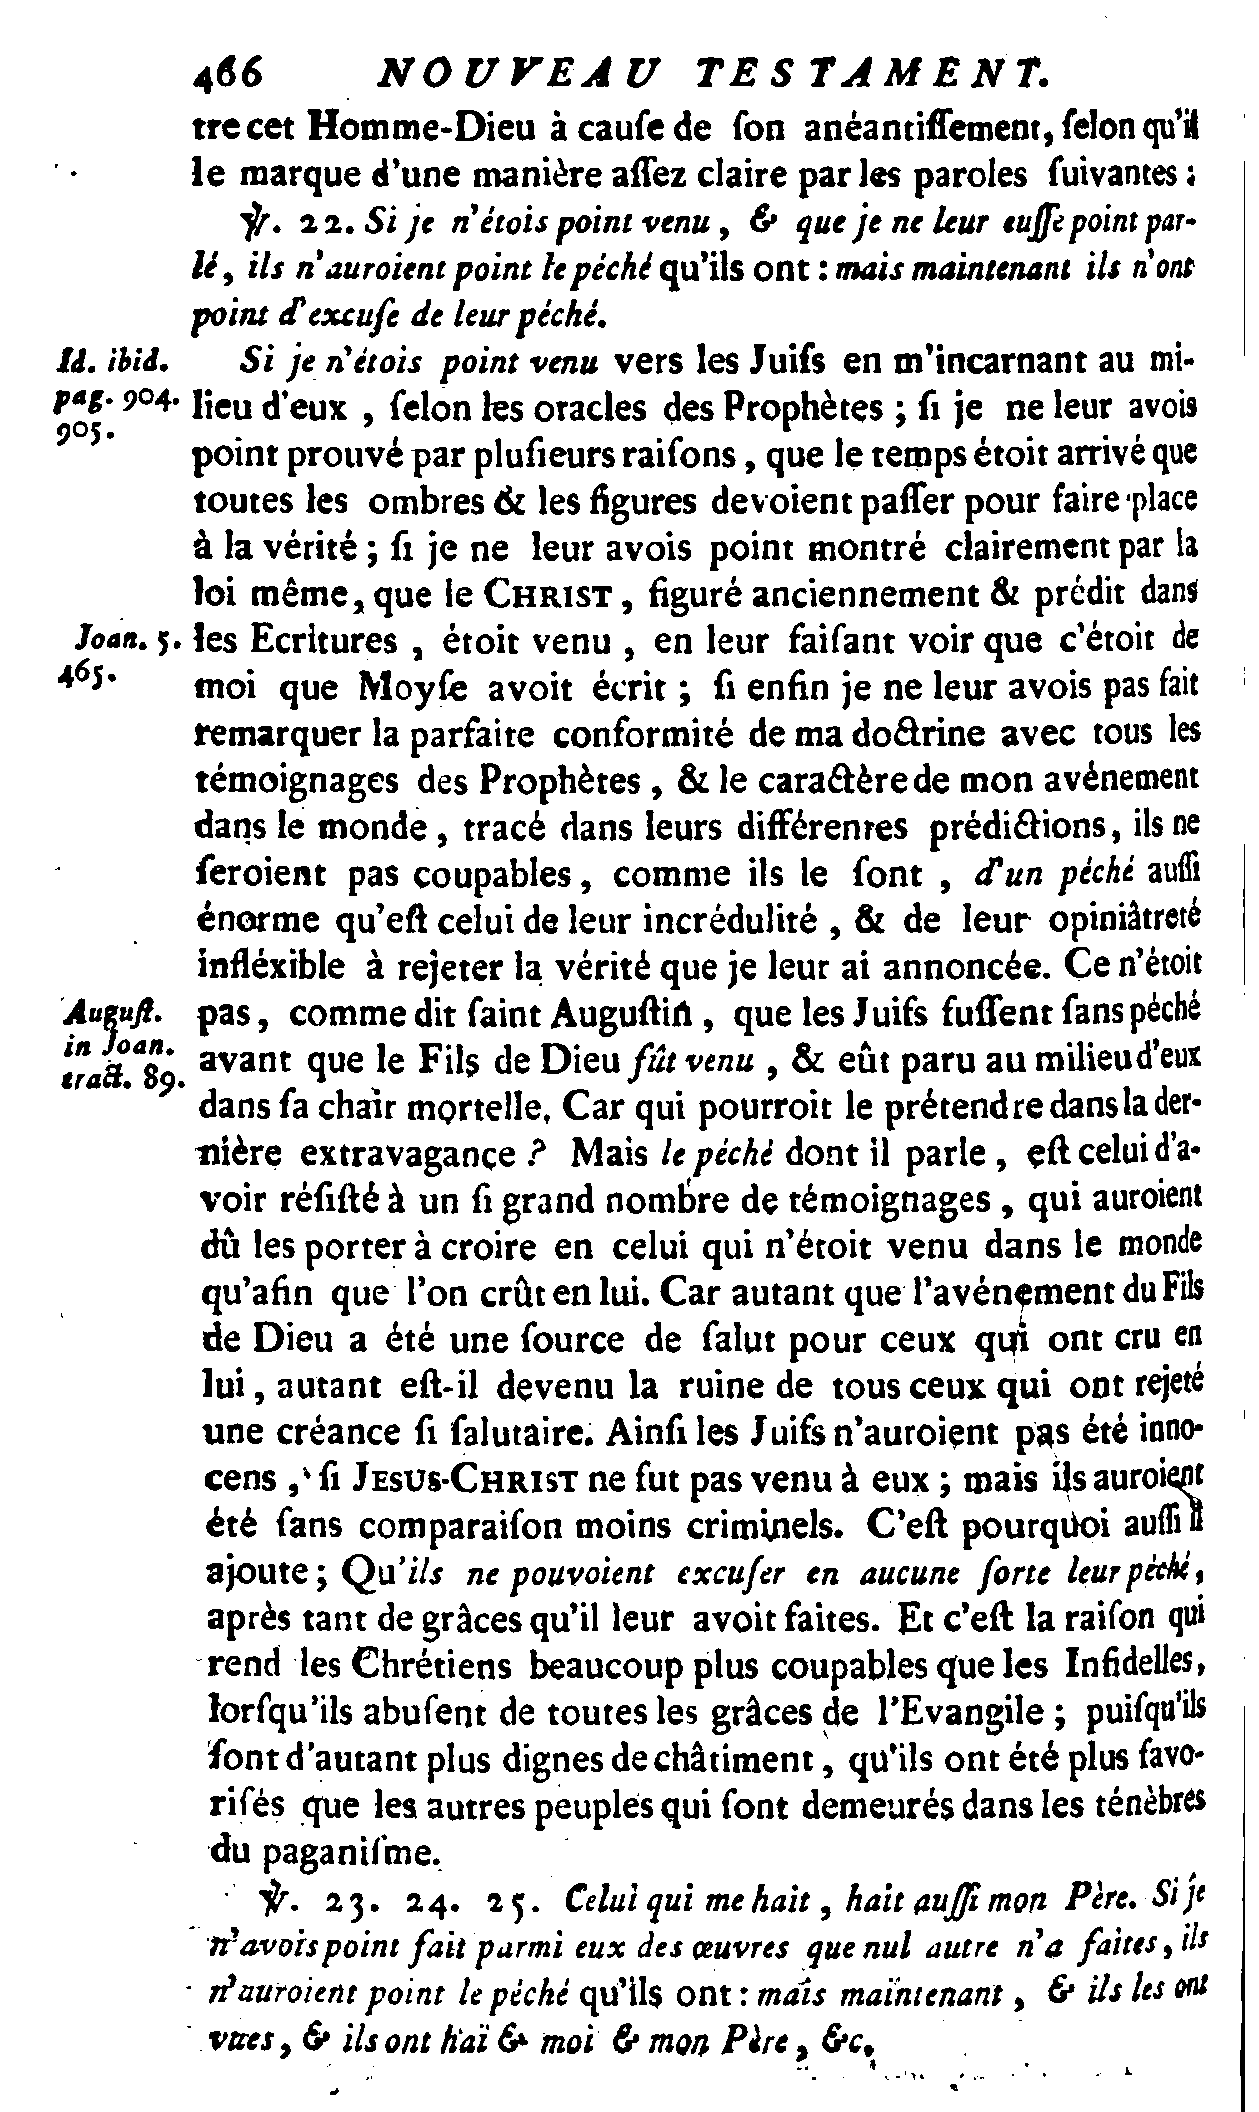 466 NOUVEAU TESTAMENT.
tre cet Homme-Dieu à cauſe de ſon anéantiſſement, ſelon qu'il
le marque d'une manière aſſez claire par les paroles ſuivantes :
℣. 22. Si je n'étois point venu, & que je ne leur euſſe point par-
lé, ils n'auroient point le péché qu'ils ont : mais maintenant ils n'ont
point d'excuſe de leur péché.
Id. ibid.
pag. 904.
905.
Si je n'étois point venu vers les Juifs en m'incarnant au mi-
lieu d'eux , ſelon les oracles des Prophètes ; ſi je ne leur avois
point prouvé par pluſieurs raiſons , que le temps étoit arrivé que
toutes les ombres & les figures devoient paſſer pour faire place
à la vérité ; ſi je ne leur avois point montré clairement par la
loi même, que le CHRIST , figuré anciennement & prédit dans
Joan. 5.
465.
les Ecritures , étoit venu , en leur faiſant voir que c'étoit de
moi que Moyſe avoit écrit ; ſi enfin je ne leur avois pas fait
remarquer la parfaite conformité de ma doctrine avec tous les
témoignages des Prophètes , & le caractère de mon avénement
dans le monde , tracé dans leurs différentes prédictions, ils ne
ſeroient pas coupables, comme ils le ſont , d'un péché auſſi
énorme qu'eſt celui de leur incrédulité , & de leur opiniâtreté
infléxible à rejeter la vérité que je leur ai annoncée. Ce n'étoit
Auguſt.
in Joan.
tract. 89.
pas, comme dit ſaint Auguſtin , que les Juifs fuſſent ſans péché
avant que le Fils de Dieu fût venu , & eût paru au milieu d'eux
dans ſa chair mortelle. Car qui pourroit le prétendre dans la der-
nière extravagance ? Mais le péché dont il parle , eſt celui d'a-
voir réſiſté à un ſi grand nombre de témoignages , qui auroient
dû les porter à croire en celui qui n'étoit venu dans le monde
qu'afin que l'on crût en lui. Car autant que l'avénement du Fils
de Dieu a été une ſource de ſalut pour ceux qui ont cru en
lui , autant eſt-il devenu la ruine de tous ceux qui ont rejeté
une créance ſi ſalutaire. Ainſi les Juifs n'auroient pas été inno-
cens , ſi JESUS-CHRIST ne fut pas venu à eux ; mais ils auroient
été ſans comparaiſon moins criminels. C'eſt pourquoi auſſi il
ajoute ; Qu'ils ne pouvoient excuſer en aucune ſorte leur péché,
après tant de grâces qu'il leur avoit faites. Et c'eſt la raiſon qui
rend les Chrétiens beaucoup plus coupables que les Infidelles,
lorſqu'ils abuſent de toutes les grâces de l'Evangile ; puiſqu'ils
ſont d'autant plus dignes de châtiment , qu'ils ont été plus favo-
riſés que les autres peuples qui ſont demeurés dans les ténèbres
du paganiſme.
℣. 23. 24. 25. Celui qui me hait , hait auſſi mon Père. Si je
n'avois point fait parmi eux des œuvres que nul autre n'a faites, ils
n'auroient point le péché qu'ils ont : mais maintenant , & ils les ont
vues, & ils ont haï & moi & mon Père , &c.